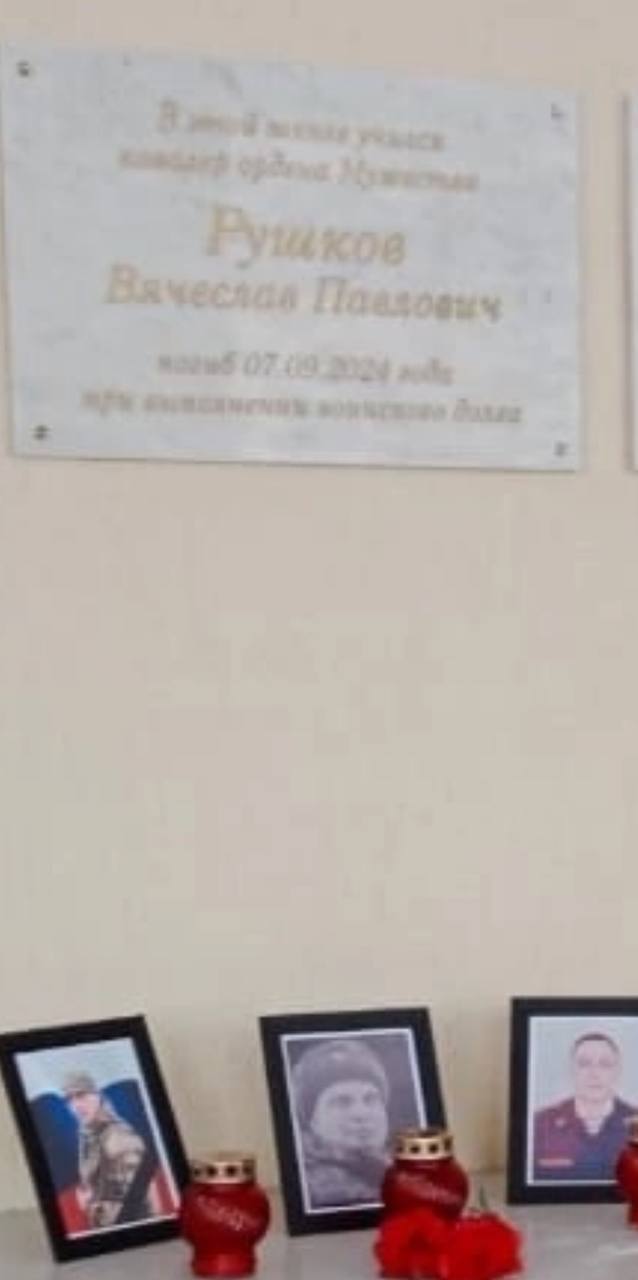 В этой школе учился
кавалер ордена Мужества
Рушков
Вячеслав Павлович
погиб 07.09.2024 года
при выполнении воинского долга